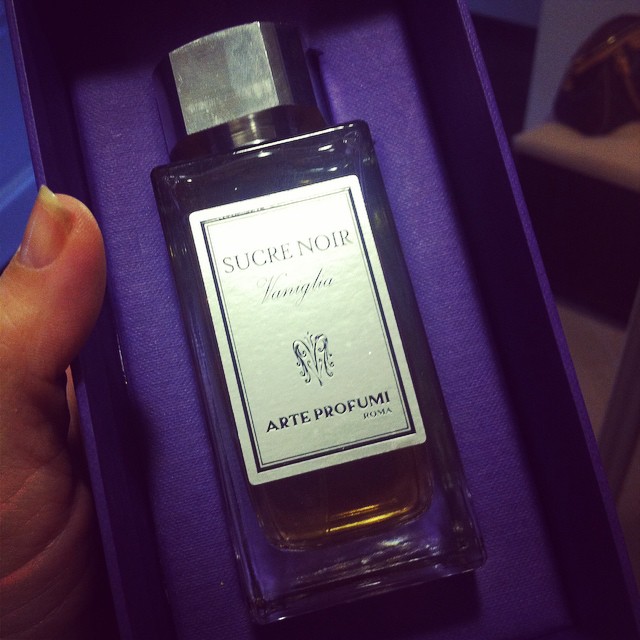 SUCRE NOIR
Vaniglia
ARTE PROFUMI
ROMA